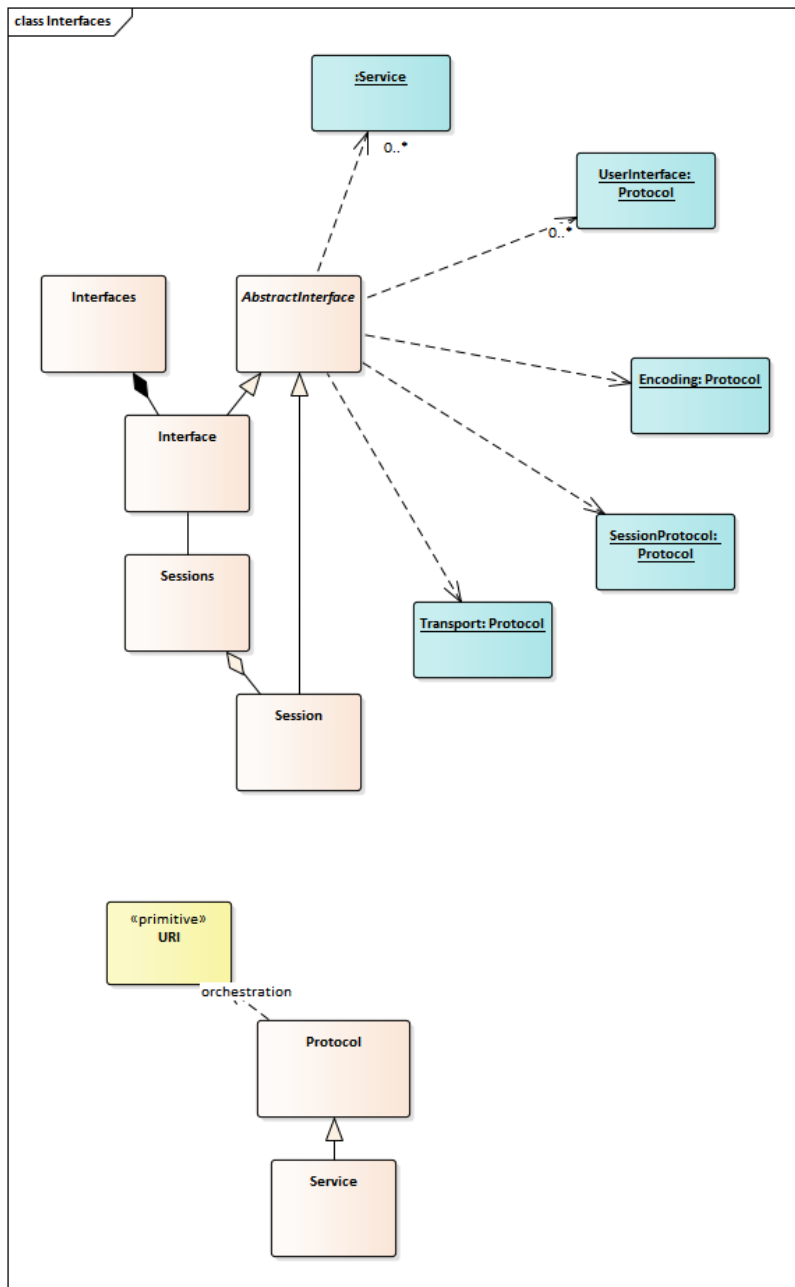 class Interfaces
:Service
0..*
UserInterface:
Protocol
0..*
Interfaces
AbstractInterface
Encoding: Protocol
Interface
SessionProtocol:
Protocol
Sessions
Transport: Protocol
Session
«primitive»
URI
orchestration
Protocol
Service